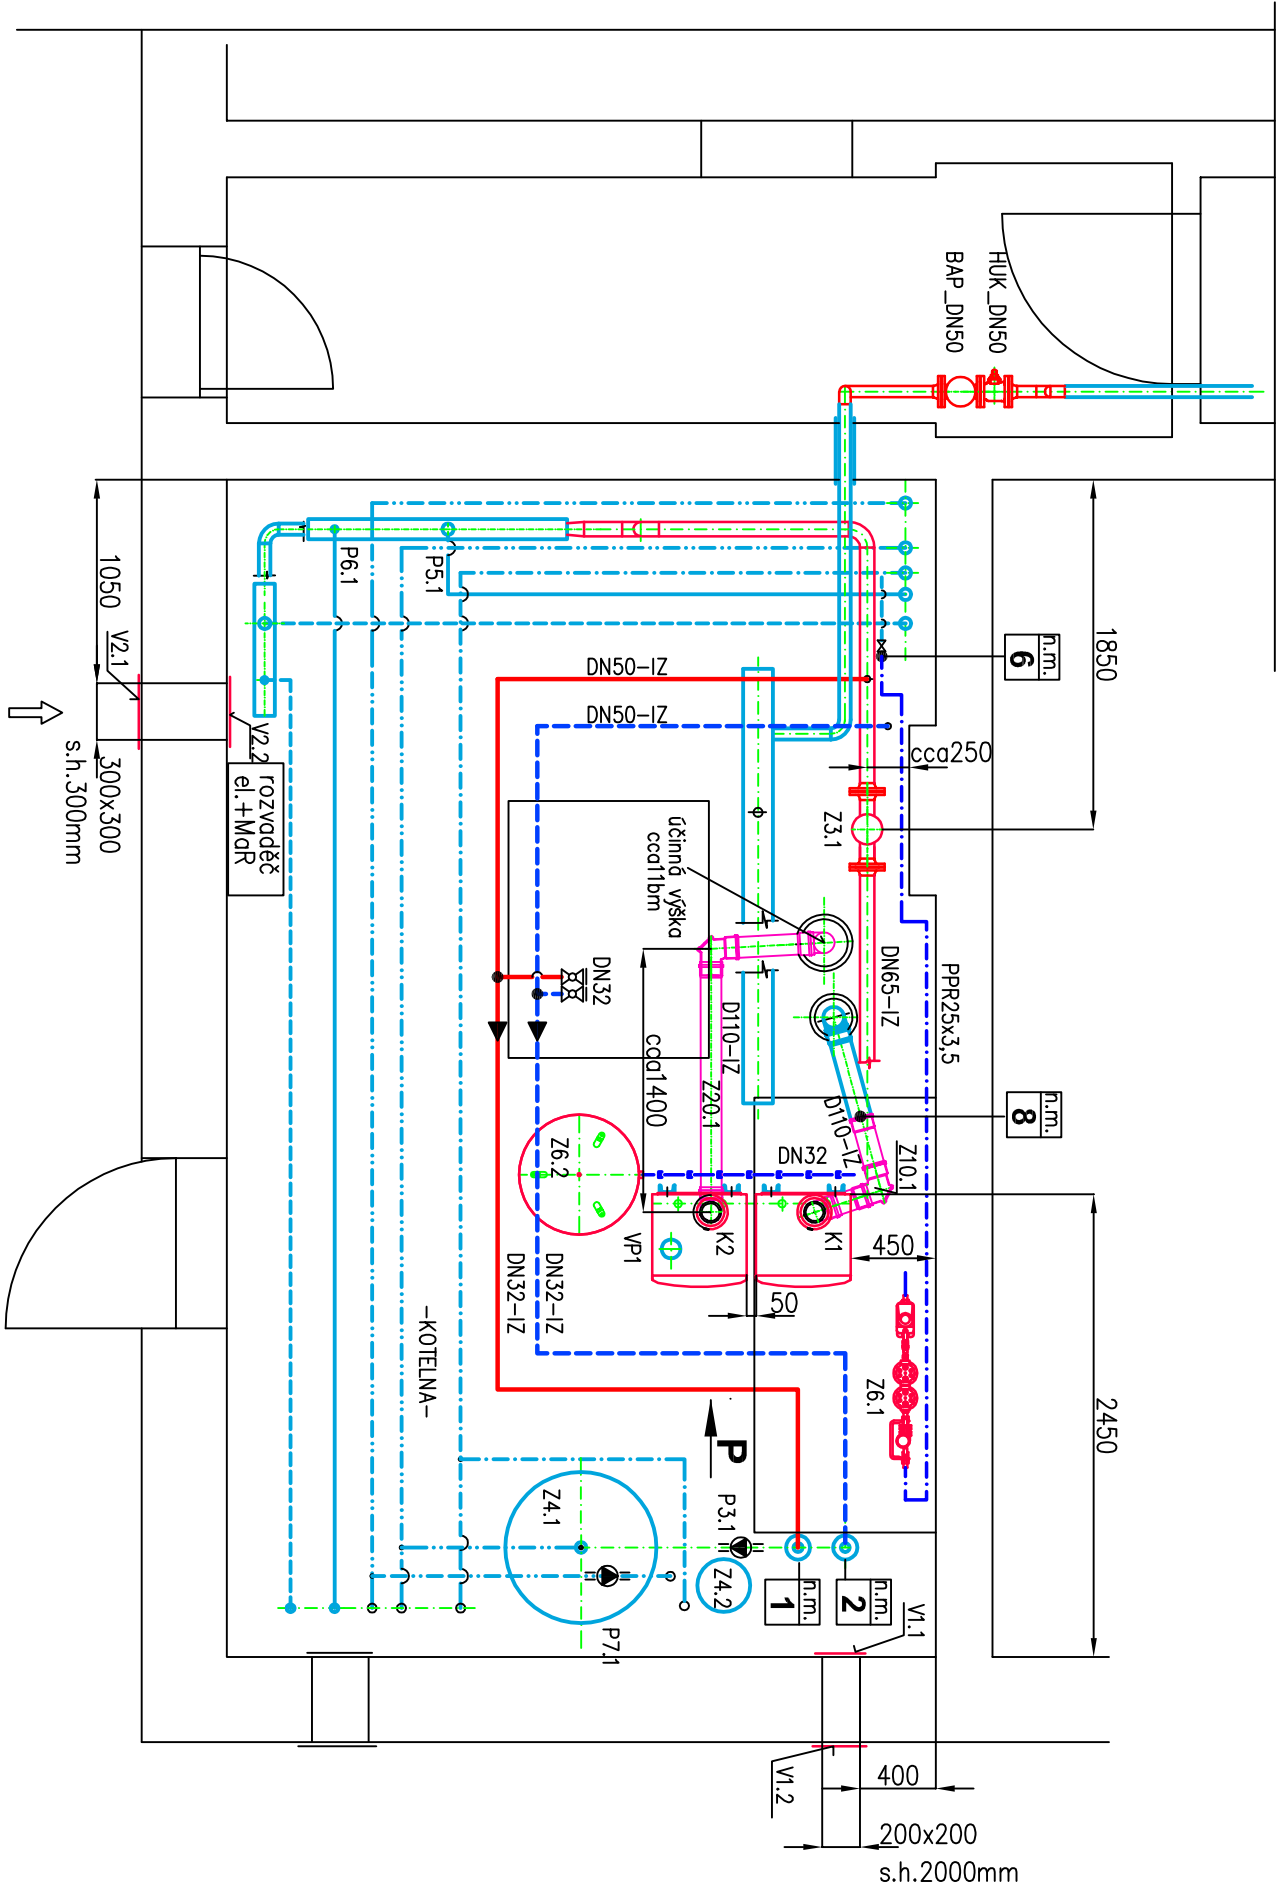 HUK_DN50
BAP_DN50
1850
n.m.
6
P6.1
P5.1
1050
V2.1
DN50-IZ
DN50-IZ
cca250
V2.2
300x300
s.h.300mm
rozvaděč
el.+MaR
Z3.1
účinná výška
cca11bm
DN65-IZ
PPR25x3,5
DN32
D110-IZ
Z20.1
cca1400
D110-IZ
n.m.
8
Z10.1
DN32
Z6.2
VP1
K2
K1
450
50
DN32-IZ
DN32-IZ
-KOTELNA-
Z6.1
2450
P
P3.1
Z4.1
Z4.2
n.m.
1
n.m.
2
V1.1
P7.1
V1.2
400
200x200
s.h.2000mm